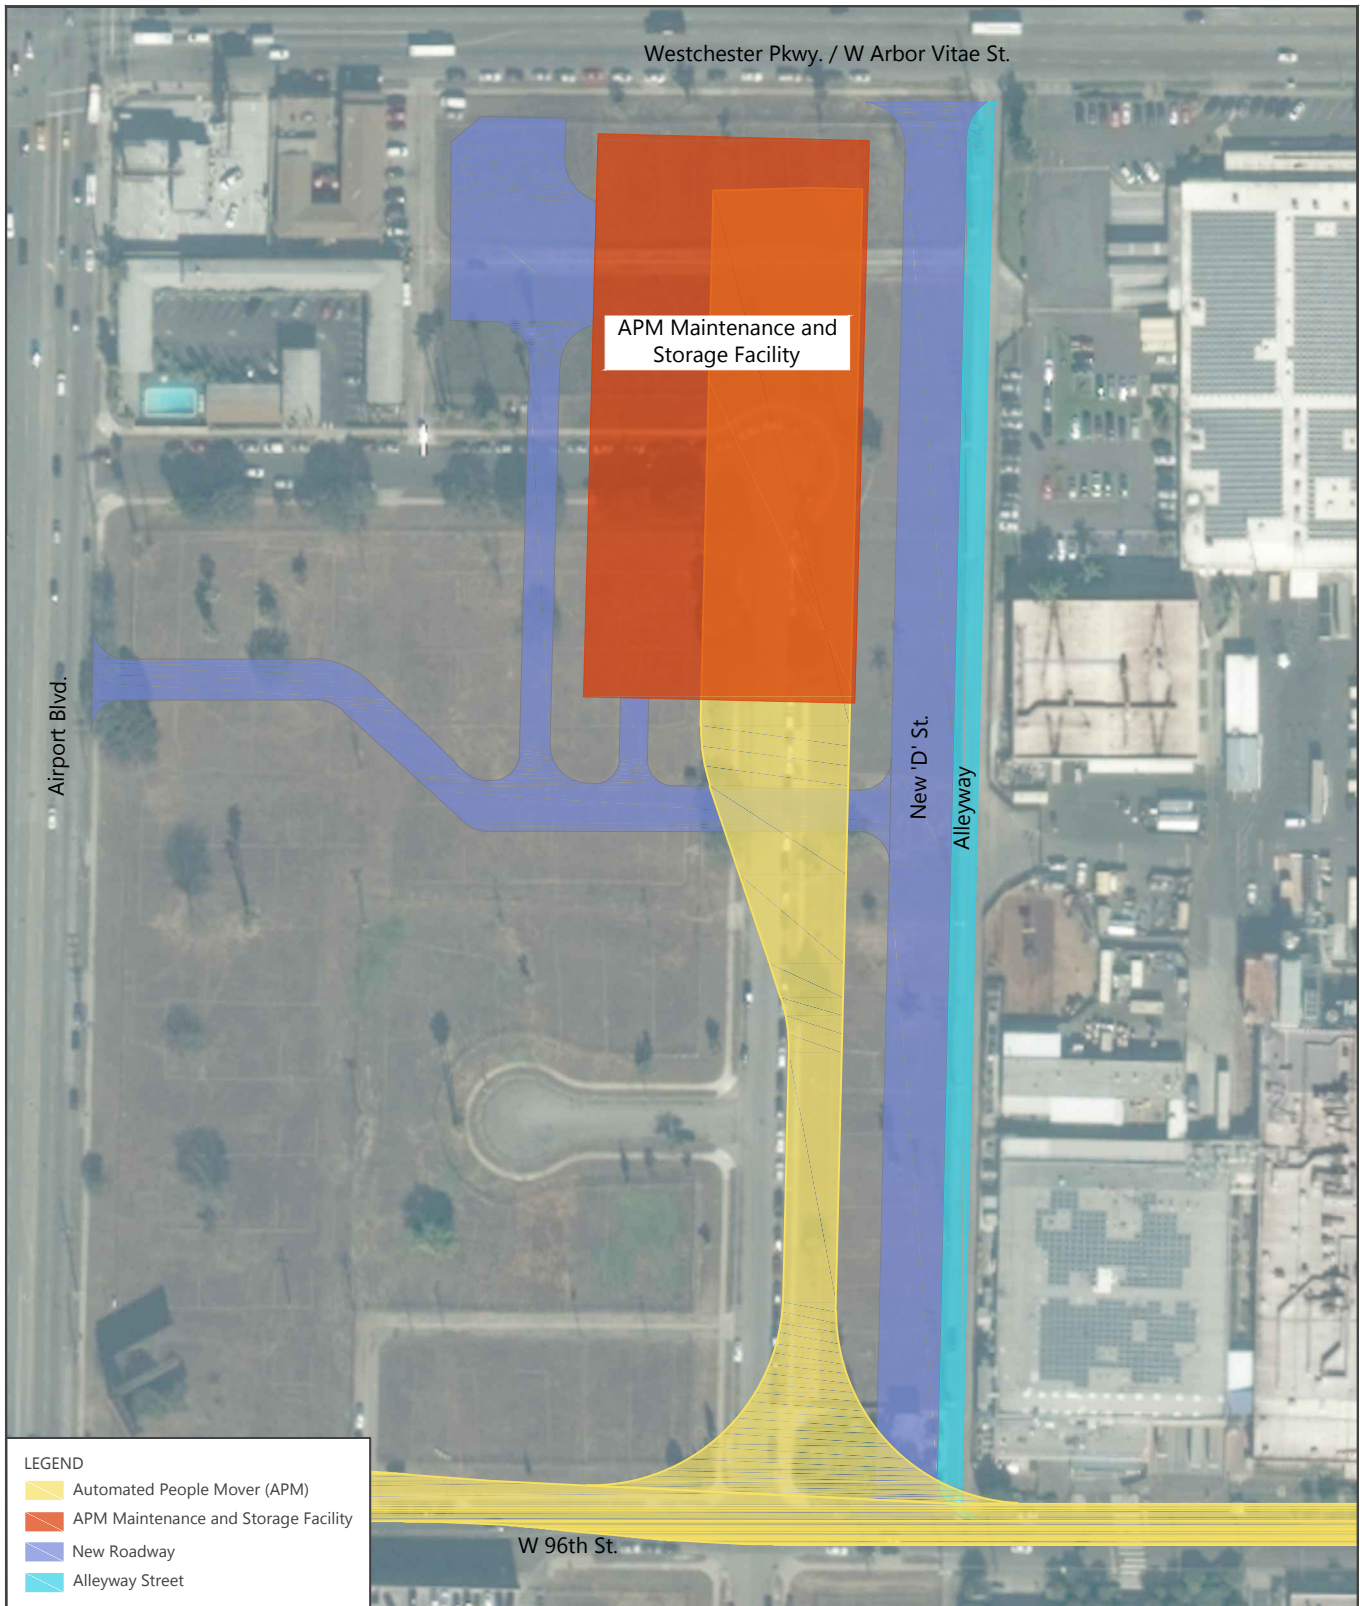 Westchester Pkwy. / W Arbor Vitae St.
APM Maintenance and
Storage Facility
Airport Blvd.
New 'D' St.
Alleyway
W 96th St.
LEGEND
Automated People Mover (APM)
APM Maintenance and Storage Facility
New Roadway
Alleyway Street